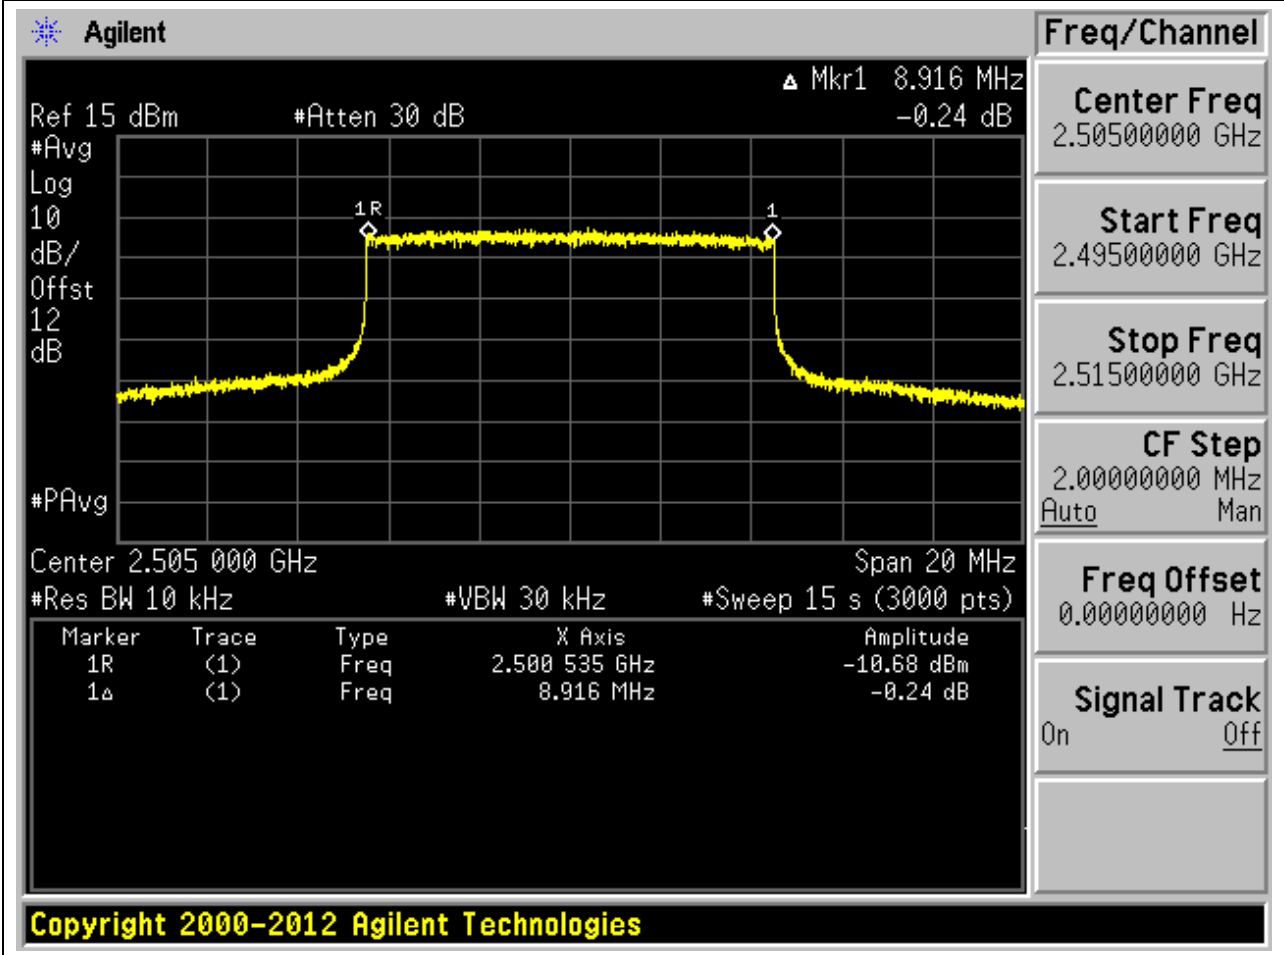 Agilent
Freq/Channel
Δ Mkr1 8.916 MHz
Ref 15 dBm #Atten 30 dB -0.24 dB
#Avg
Log
10
dB/
Offst
12
dB
1R
1
#PAvg
Center 2.505 000 GHz Span 20 MHz
#Res BW 10 kHz #VBW 30 kHz #Sweep 15 s (3000 pts)
Marker Trace Type X Axis Amplitude
1R (1) Freq 2.500 535 GHz -10.68 dBm
1Δ (1) Freq 8.916 MHz -0.24 dB
Center Freq
2.50500000 GHz
Start Freq
2.49500000 GHz
Stop Freq
2.51500000 GHz
CF Step
2.00000000 MHz
Auto Man
Freq Offset
0.00000000 Hz
Signal Track
On Off
Copyright 2000-2012 Agilent Technologies